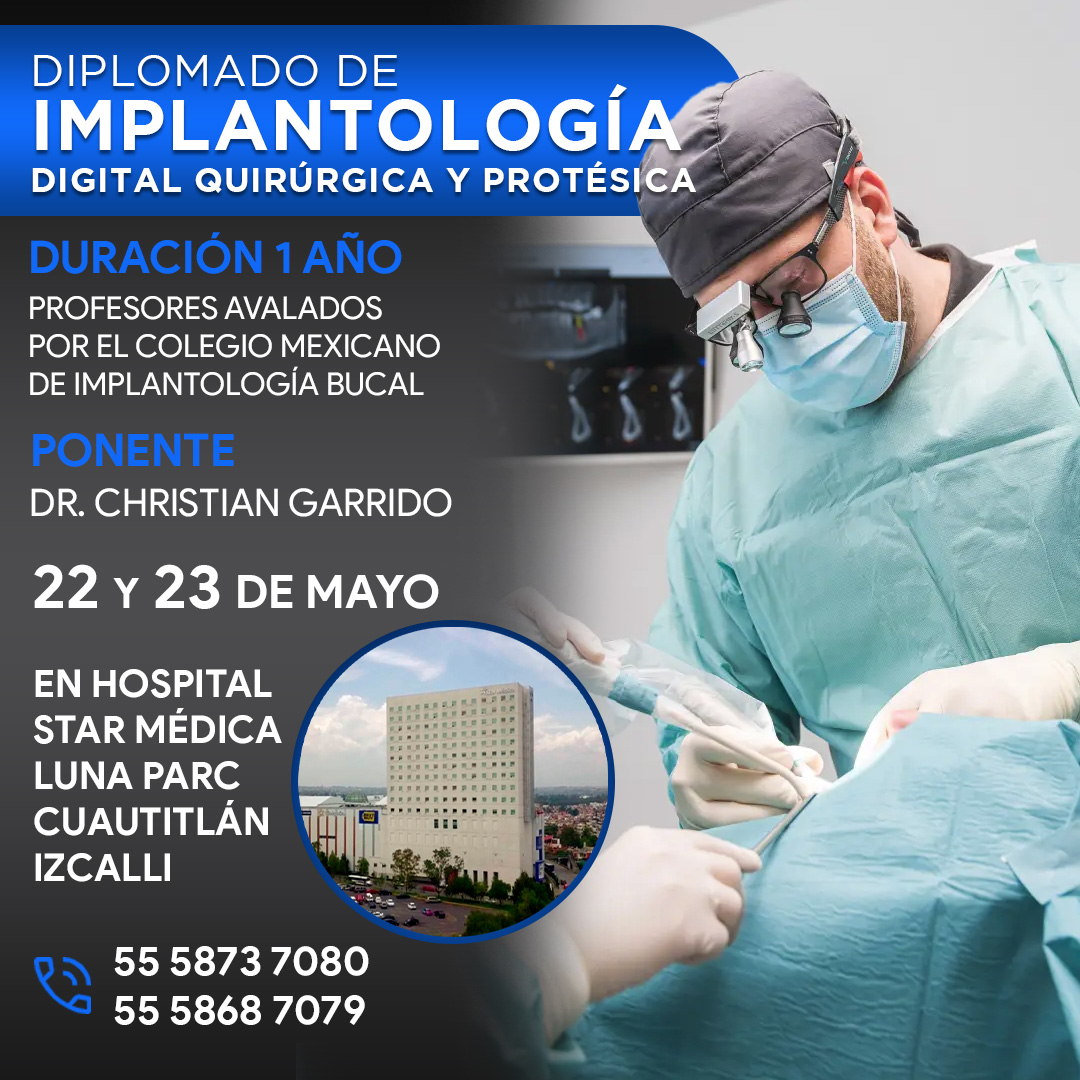 DIPLOMADO DE
IMPLANTOLOGÍA
DIGITAL QUIRÚRGICA Y PROTÉSICA
DURACIÓN 1 AÑO
PROFESORES AVALADOS
POR EL COLEGIO MEXICANO
DE IMPLANTOLOGÍA BUCAL
PONENTE
DR. CHRISTIAN GARRIDO
22 Y 23 DE MAYO
EN HOSPITAL
STAR MÉDICA
LUNA PARC
CUAUTITLÁN
IZCALLI
55 5873 7080
55 5868 7079